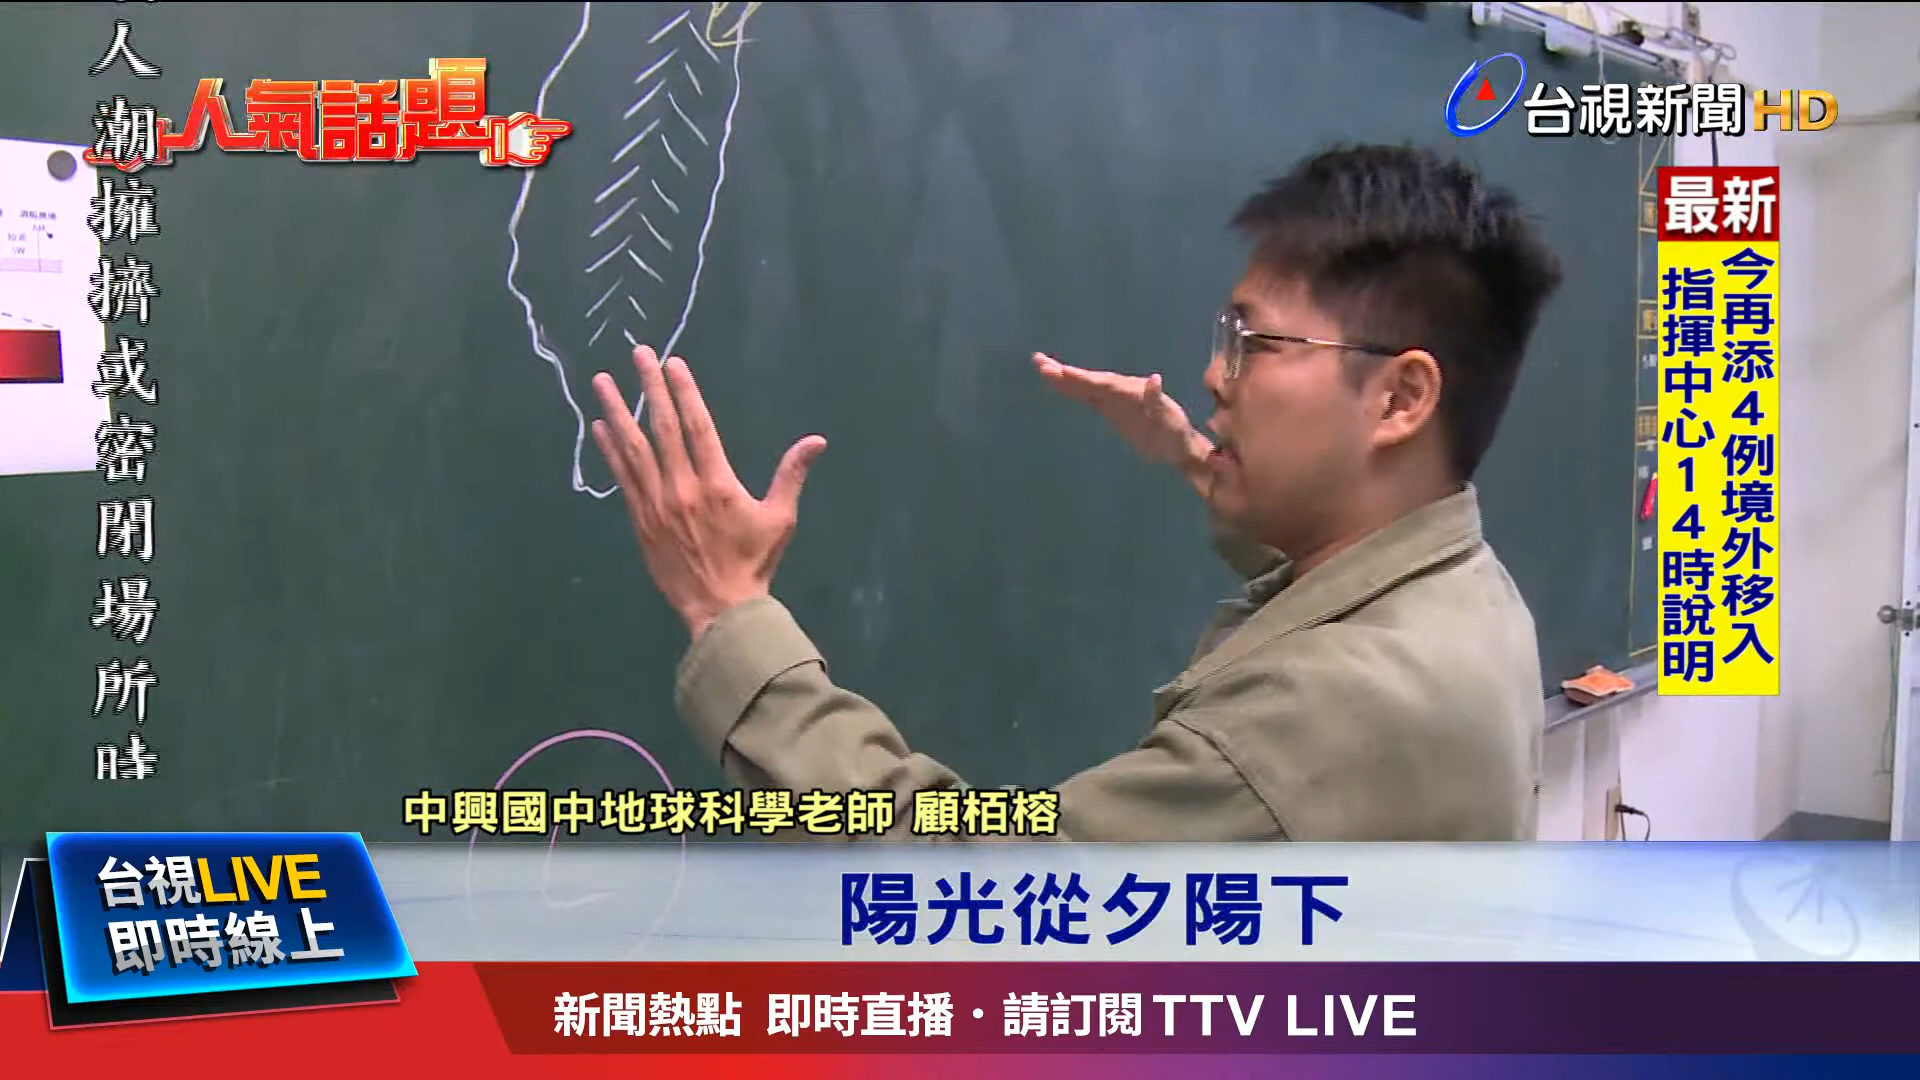 人潮擁擠或密閉場所時
人氣話題
台視新聞HD
最新
今再添4例境外移入
指揮中心14時說明
中興國中地球科學老師 顧栢榕
台視LIVE
即時線上
陽光從夕陽下
新聞熱點 即時直播・請訂閱TTV LIVE